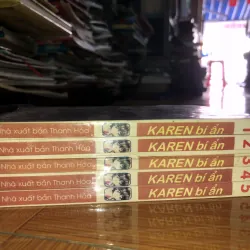 Nhà xuất bản Thanh Hóa KAREN bí ẩn
Nhà xuất bản Thanh Hóa KAREN bí ẩn 2
Nhà xuất bản Thanh Hóa KAREN bí ẩn 3
Nhà xuất bản Thanh Hóa KAREN bí ẩn 4
Nhà xuất bản Thanh Hóa KAREN bí ẩn 5